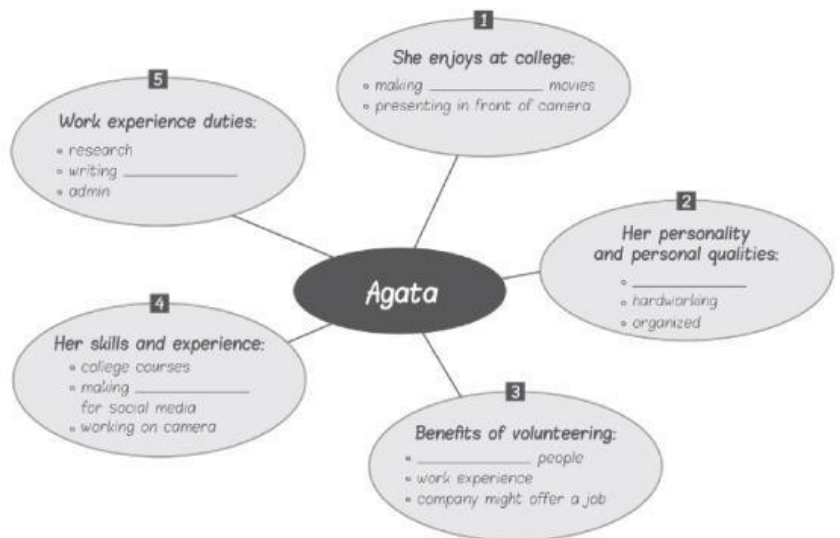 1
She enjoys at college:
• making ____________ movies
• presenting in front of camera
2
Her personality
and personal qualities:
• ____________
• hardworking
• organized
3
Benefits of volunteering:
• ____________ people
• work experience
• company might offer a job
4
Her skills and experience:
• college courses
• making ____________
for social media
• working on camera
5
Work experience duties:
• research
• writing ____________
• admin
Agata